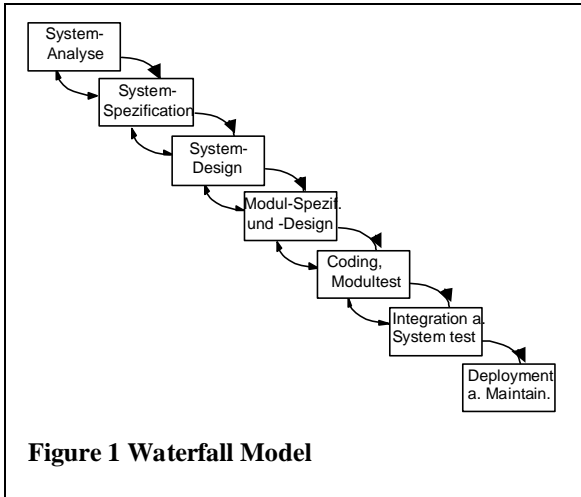 System-
Analyse
System-
Spezification
System-
Design
Modul-Spezif.
und -Design
Coding,
Modultest
Integration a.
System test
Deployment
a. Maintain.
Figure 1 Waterfall Model